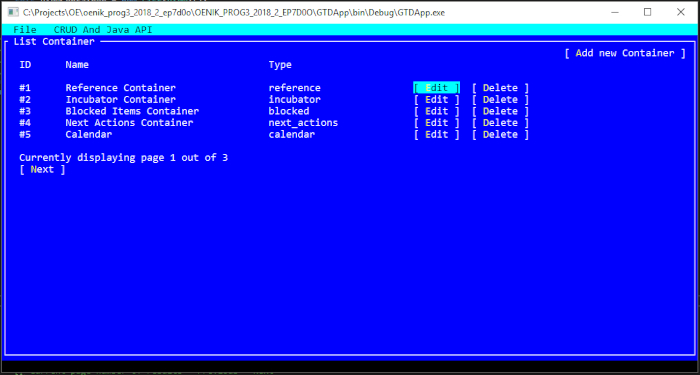 C:\Projects\OE\oenik_prog3_2018_2_ep7d0o\OENIK_PROG3_2018_2_EP7D0O\GTDApp\bin\Debug\GTDApp.exe
File CRUD And Java API
List Container
[ Add new Container ]
ID Name Type
#1 Reference Container reference [ Edit ] [ Delete ]
#2 Incubator Container incubator [ Edit ] [ Delete ]
#3 Blocked Items Container blocked [ Edit ] [ Delete ]
#4 Next Actions Container next_actions [ Edit ] [ Delete ]
#5 Calendar calendar [ Edit ] [ Delete ]
Currently displaying page 1 out of 3
[ Next ]